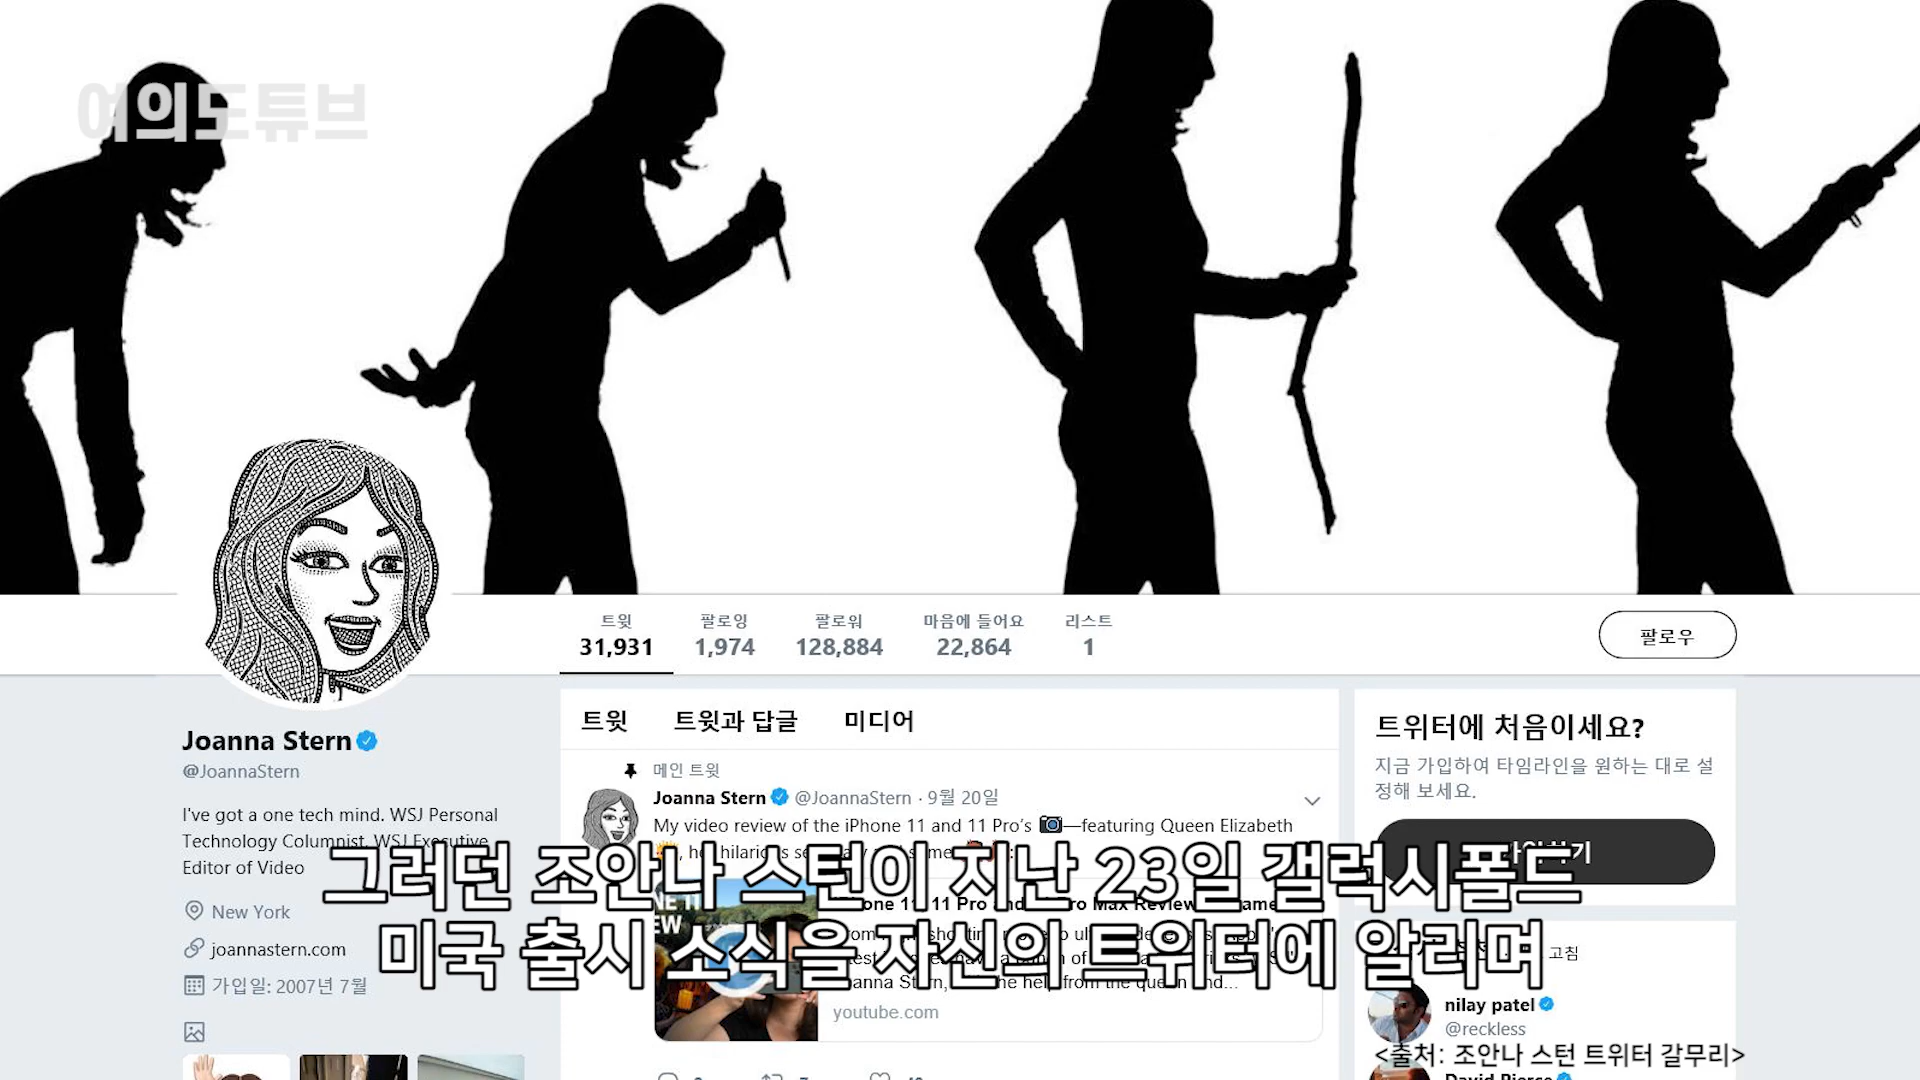 여의도튜브
트윗 팔로잉 팔로워 마음에 들어요 리스트
31,931 1,974 128,884 22,864 1
팔로우
Joanna Stern
@JoannaStern
I've got a one tech mind. WSJ Personal
Technology Columnist. WSJ Executive
Editor of Video
New York
joannastern.com
가입일: 2007년 7월
트윗 트윗과 답글 미디어
메인 트윗
Joanna Stern @JoannaStern · 9월 20일
My video review of the iPhone 11 and 11 Pro's 📷—featuring Queen Elizabeth
youtube.com
트위터에 처음이세요?
지금 가입하여 타임라인을 원하는 대로 설
정해 보세요.
고침
nilay patel
@reckless
David Pierce
그러던 조안나 스턴이 지난 23일 갤럭시폴드
미국 출시 소식을 자신의 트위터에 알리며
<출처: 조안나 스턴 트위터 갈무리>